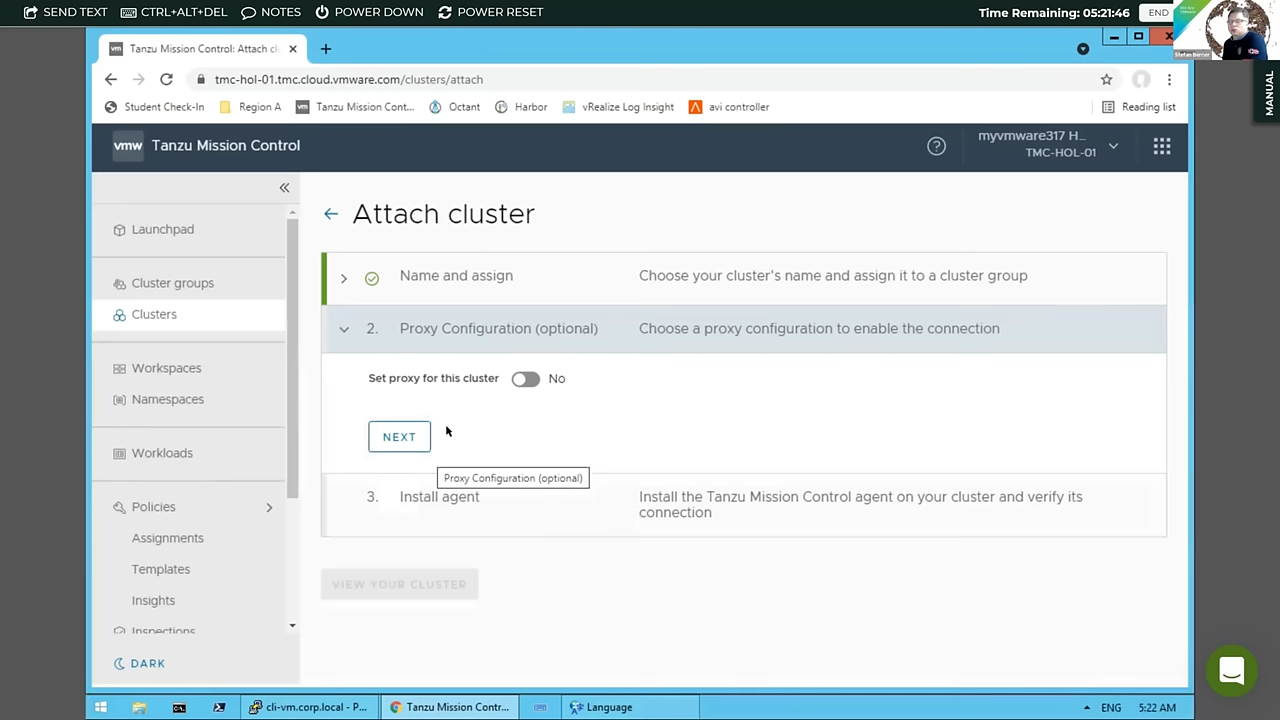 SEND TEXT
CTRL+ALT+DEL
NOTES
POWER DOWN
POWER RESET
Time Remaining: 05:21:46
END
Stefan Berner
MANUAL
vm
Tanzu Mission Control: Attach cl
tmc-hol-01.tmc.cloud.vmware.com/clusters/attach
Student Check-In
Region A
Tanzu Mission Cont...
Octant
Harbor
vRealize Log Insight
avi controller
Reading list
vmw
Tanzu Mission Control
myvmware317 H...
TMC-HOL-01
Launchpad
Cluster groups
Clusters
Workspaces
Namespaces
Workloads
Policies
Assignments
Templates
Insights
Inspections
DARK
Attach cluster
Name and assign
Choose your cluster's name and assign it to a cluster group
2. Proxy Configuration (optional)
Choose a proxy configuration to enable the connection
Set proxy for this cluster
No
NEXT
Proxy Configuration (optional)
3. Install agent
Install the Tanzu Mission Control agent on your cluster and verify its
connection
VIEW YOUR CLUSTER
cli-vm.corp.local - P...
Tanzu Mission Contr...
Language
ENG
5:22 AM